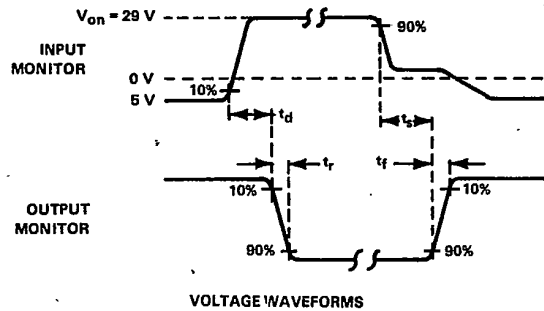 Von = 29 V
INPUT
MONITOR
90%
0 V
10%
5 V
td
ts
tr
tf
10%
10%
OUTPUT
MONITOR
90%
90%
VOLTAGE WAVEFORMS